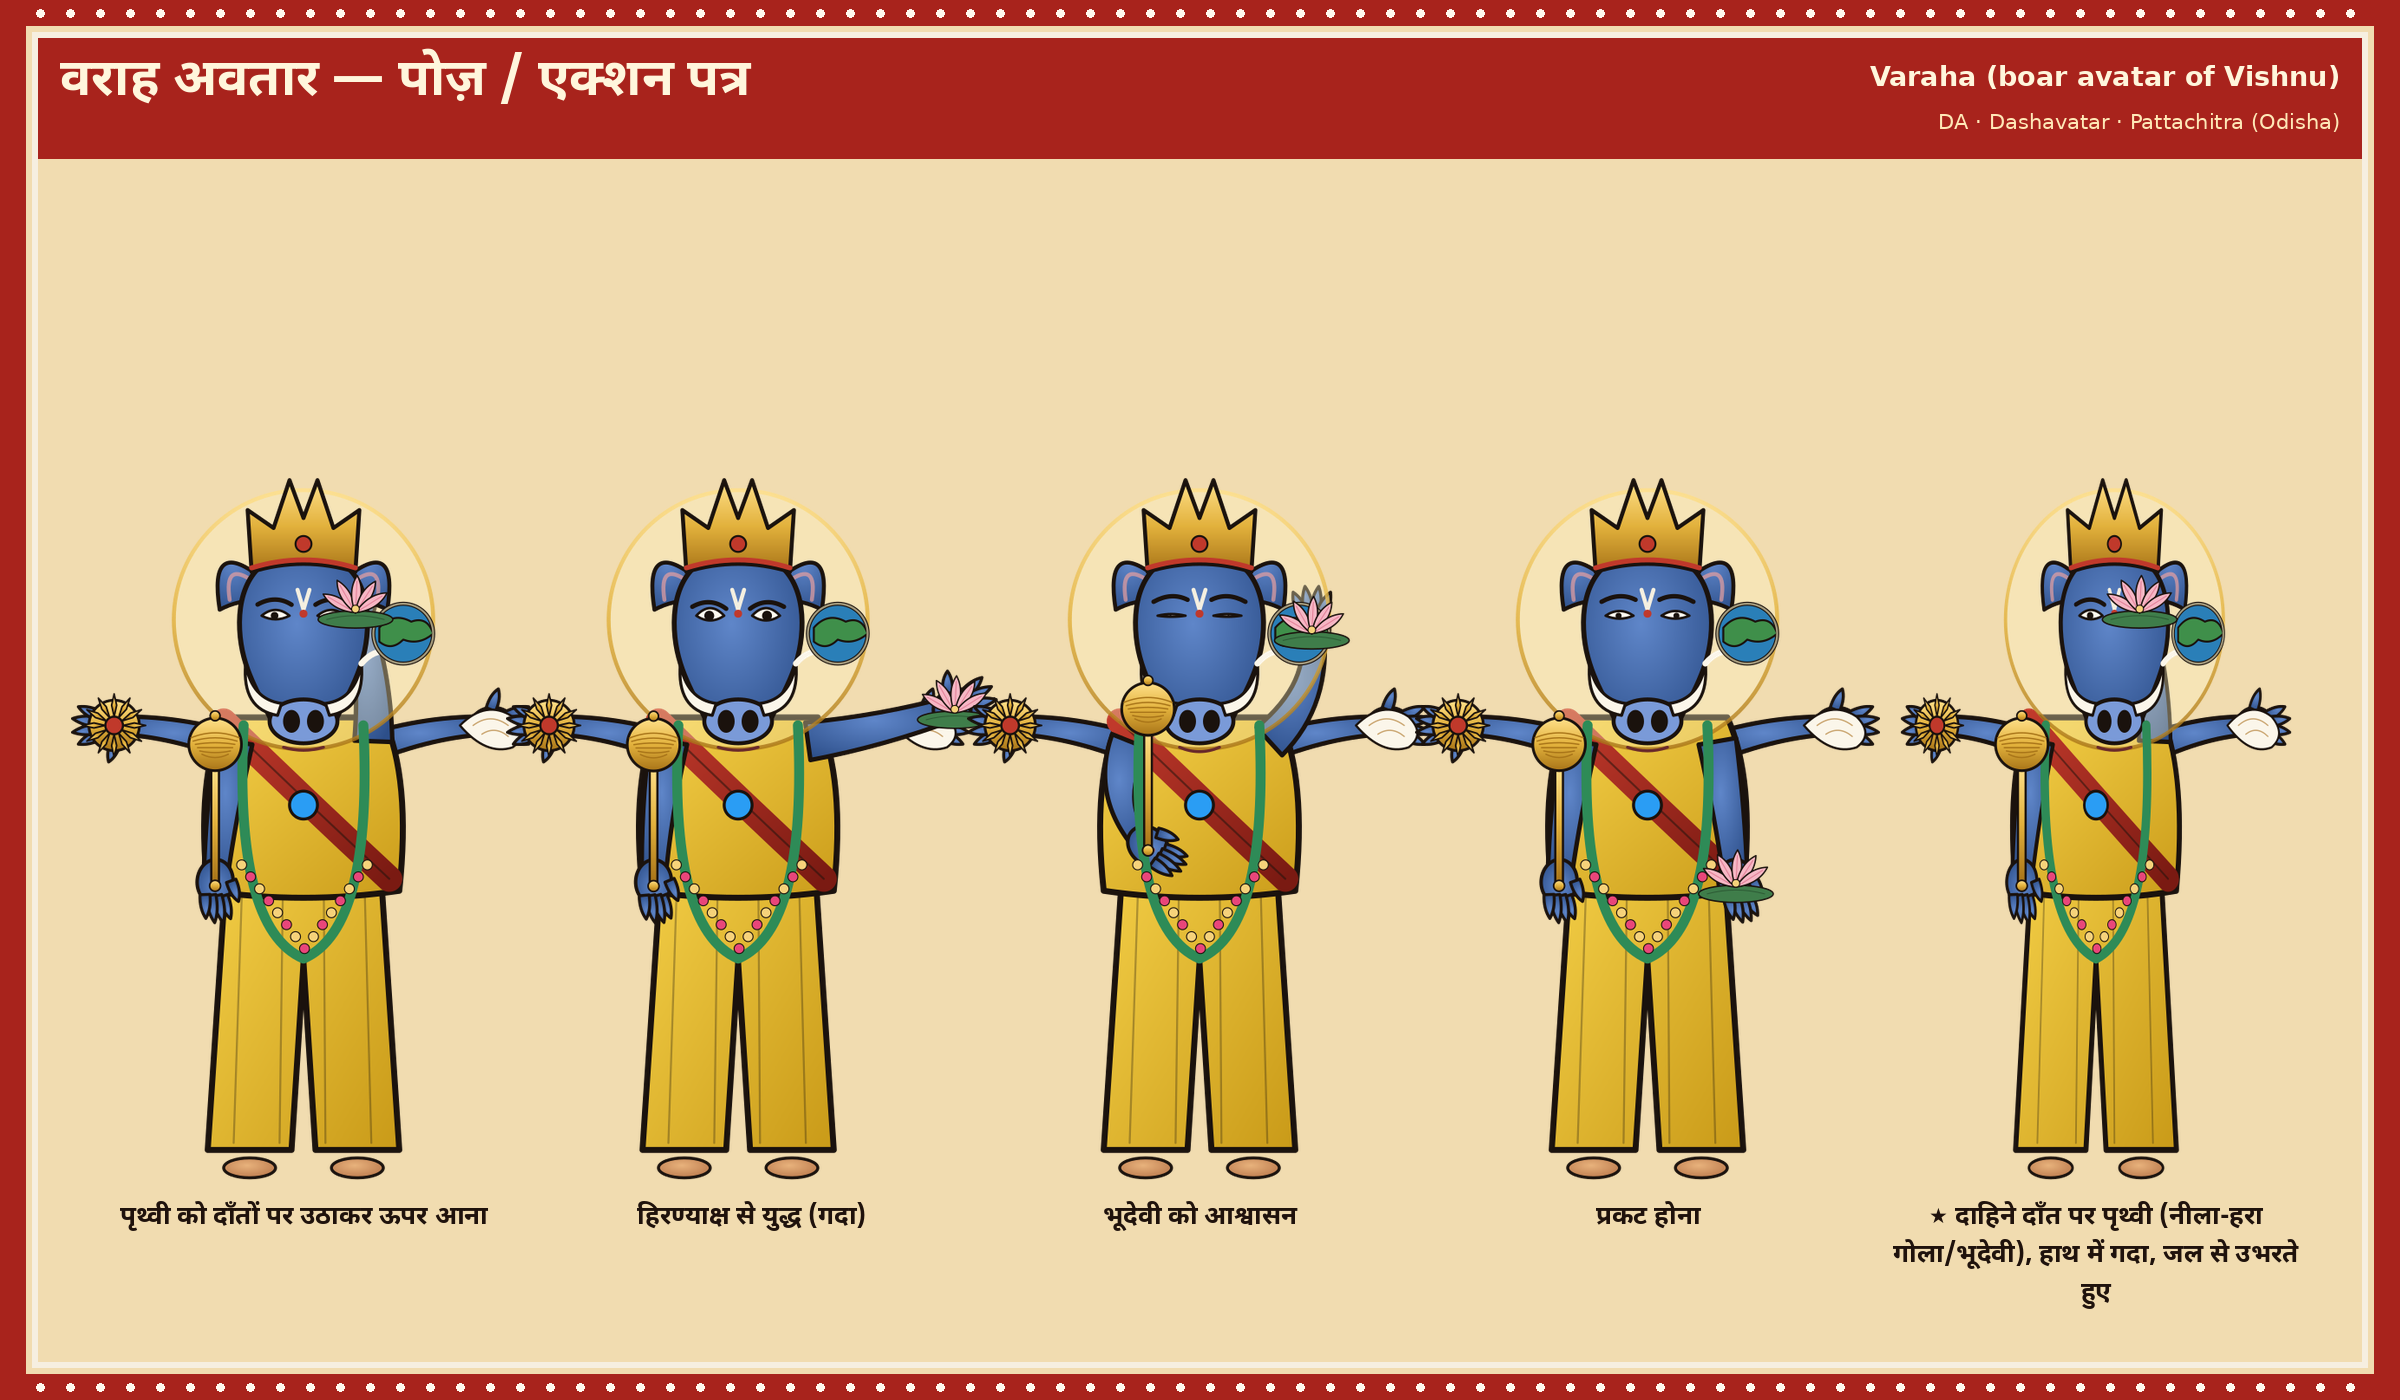 वराह अवतार — पोज़ / एक्शन पत्र
Varaha (boar avatar of Vishnu)
DA · Dashavatar · Pattachitra (Odisha)
पृथ्वी को दाँतों पर उठाकर ऊपर आना
हिरण्याक्ष से युद्ध (गदा)
भूदेवी को आश्वासन
प्रकट होना
★ दाहिने दाँत पर पृथ्वी (नीला-हरा
गोला/भूदेवी), हाथ में गदा, जल से उभरते
हुए